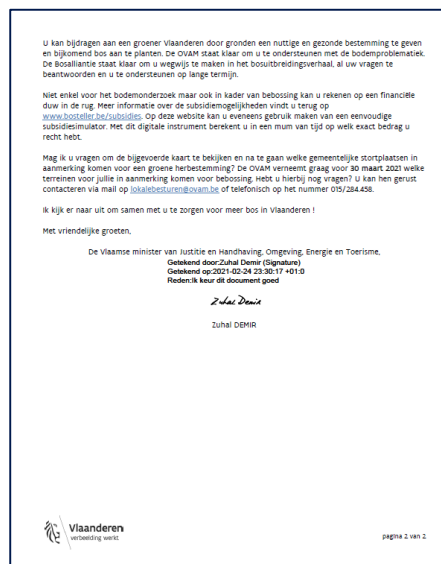 U kan bijdragen aan een groener Vlaanderen door gronden een nuttige en gezonde bestemming te geven
en bijkomend bos aan te planten. De OVAM staat klaar om u te ondersteunen met de bodemproblematiek.
De Bosalliantie staat klaar om u wegwijs te maken in het bosuitbreidingsverhaal, al uw vragen te
beantwoorden en u te ondersteunen op lange termijn.
Niet enkel voor het bodemonderzoek maar ook in kader van bebossing kan u rekenen op een financiële
duw in de rug. Meer informatie over de subsidiemogelijkheden vindt u terug op
www.bosteller.be/subsidies. Op deze website kan u eveneens gebruik maken van een eenvoudige
subsidiesimulator. Met dit digitale instrument berekent u in een mum van tijd op welk exact bedrag u
recht hebt.
Mag ik u vragen om de bijgevoerde kaart te bekijken en na te gaan welke gemeentelijke stortplaatsen in
aanmerking komen voor een groene herbestemming? De OVAM verneemt graag voor 30 maart 2021 welke
terreinen voor jullie in aanmerking komen voor bebossing. Hebt u hierbij nog vragen? U kan hen gerust
contacteren via mail op lokalebesturen@ovam.be of telefonisch op het nummer 015/284.458.
Ik kijk er naar uit om samen met u te zorgen voor meer bos in Vlaanderen !
Met vriendelijke groeten,
De Vlaamse minister van Justitie en Handhaving, Omgeving, Energie en Toerisme,
Getekend door:Zuhal Demir (Signature)
Getekend op:2021-02-24 23:30:17 +01:0
Reden:Ik keur dit document goed
Zuhal Demir
Zuhal DEMIR
Vlaanderen
verbeelding werkt
pagina 2 van 2